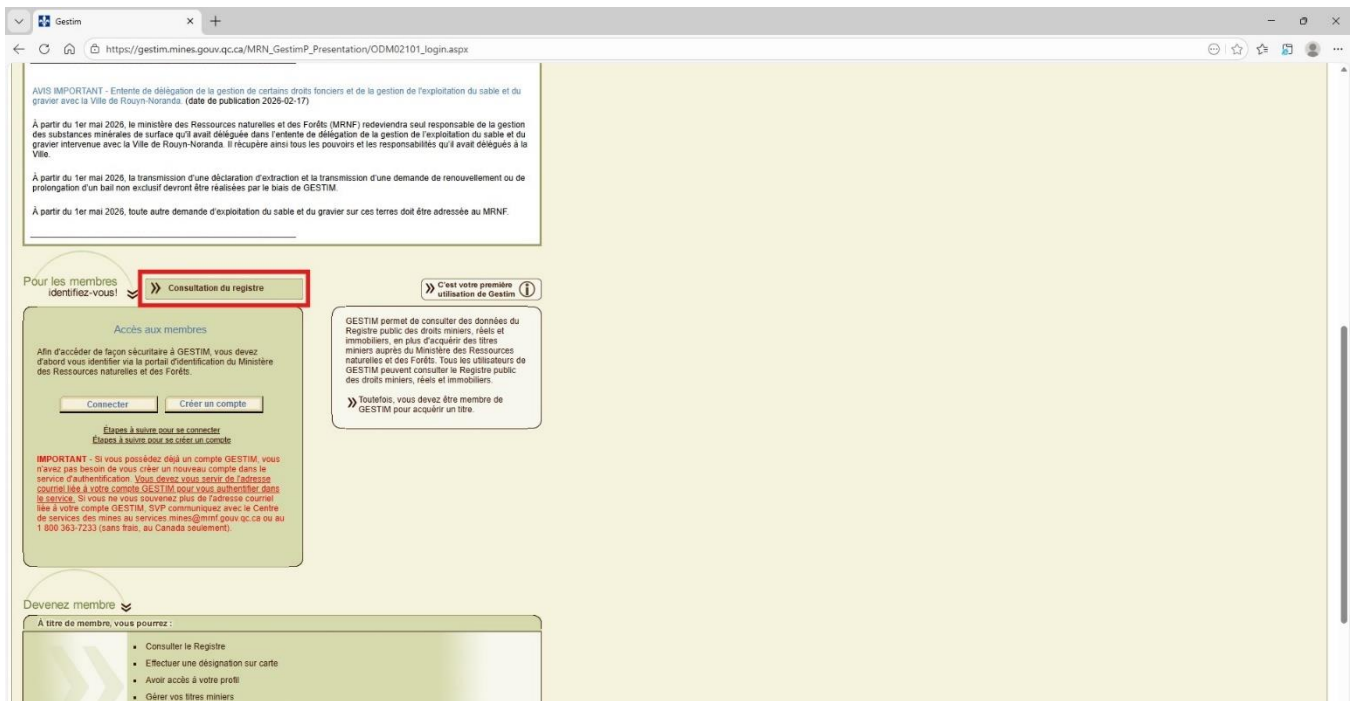 Gestim
https://gestim.mines.gouv.qc.ca/MRN_GestimP_Presentation/ODM02101_login.aspx
AVIS IMPORTANT - Entente de délégation de la gestion de certains droits fonciers et de la gestion de l'exploitation du sable et du
gravier avec la Ville de Rouyn-Noranda. (date de publication 2026-02-17)
À partir du 1er mai 2026, le ministère des Ressources naturelles et des Forêts (MRNF) redeviendra seul responsable de la gestion
des substances minérales de surface qu'il avait déléguée dans l'entente de délégation de la gestion de l'exploitation du sable et du
gravier intervenue avec la Ville de Rouyn-Noranda. Il récupère ainsi tous les pouvoirs et les responsabilités qu'il avait délégués à la
Ville.
À partir du 1er mai 2026, la transmission d'une déclaration d'extraction et la transmission d'une demande de renouvellement ou de
prolongation d'un bail non exclusif devront être réalisées par le biais de GESTIM.
À partir du 1er mai 2026, toute autre demande d'exploitation du sable et du gravier sur ces terres doit être adressée au MRNF.
Pour les membres
identifiez-vous!
Consultation du registre
Accès aux membres
Afin d'accéder de façon sécuritaire à GESTIM, vous devez
d'abord vous identifier via la portail d'identification du Ministère
des Ressources naturelles et des Forêts.
Connecter
Créer un compte
Étapes à suivre pour se connecter
Étapes à suivre pour se créer un compte
IMPORTANT - Si vous possédez déjà un compte GESTIM, vous
n'avez pas besoin de vous créer un nouveau compte dans le
service d'authentification. Vous devez vous servir de l'adresse
courriel liée à votre compte GESTIM pour vous authentifier dans
le service. Si vous ne vous souvenez plus de l'adresse courriel
liée à votre compte GESTIM, SVP communiquez avec le Centre
de services des mines au services.mines@mrnf.gouv.qc.ca ou au
1 800 363-7233 (sans frais, au Canada seulement).
C'est votre première
utilisation de Gestim
GESTIM permet de consulter des données du
Registre public des droits miniers, réels et
immobiliers, en plus d'acquérir des titres
miniers auprès du Ministère des Ressources
naturelles et des Forêts. Tous les utilisateurs de
GESTIM peuvent consulter le Registre public
des droits miniers, réels et immobiliers.
Toutefois, vous devez être membre de
GESTIM pour acquérir un titre.
Devenez membre
À titre de membre, vous pourrez :
• Consulter le Registre
• Effectuer une désignation sur carte
• Avoir accès à votre profil
• Gérer vos titres miniers